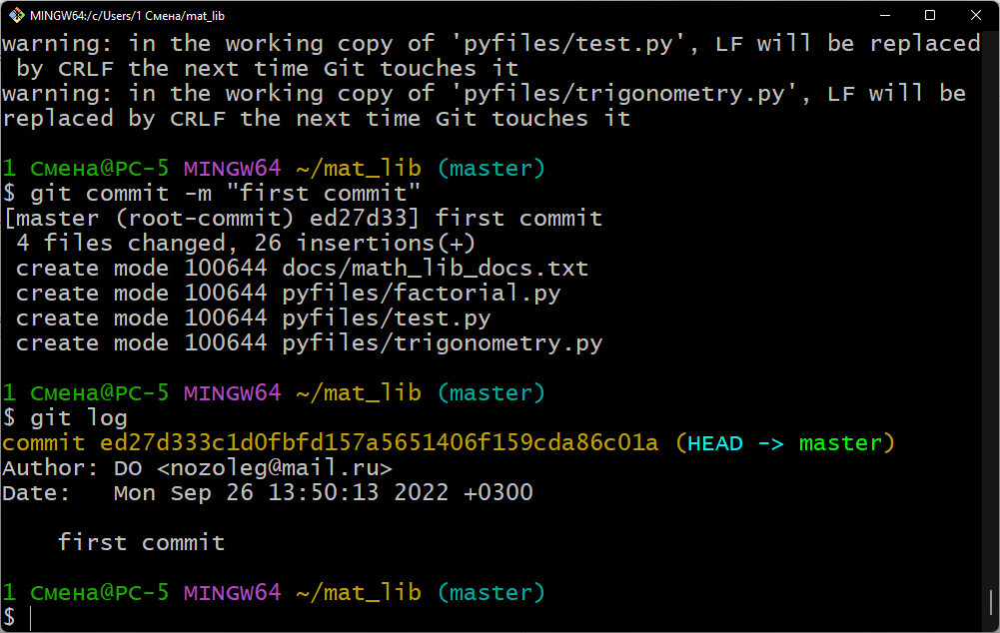 MINGW64:/c/Users/1 Смена/mat_lib
warning: in the working copy of 'pyfiles/test.py', LF will be replaced
 by CRLF the next time Git touches it
warning: in the working copy of 'pyfiles/trigonometry.py', LF will be
replaced by CRLF the next time Git touches it
1 Смена@PC-5 MINGW64 ~/mat_lib (master)
$ git commit -m "first commit"
[master (root-commit) ed27d33] first commit
 4 files changed, 26 insertions(+)
 create mode 100644 docs/math_lib_docs.txt
 create mode 100644 pyfiles/factorial.py
 create mode 100644 pyfiles/test.py
 create mode 100644 pyfiles/trigonometry.py
1 Смена@PC-5 MINGW64 ~/mat_lib (master)
$ git log
commit ed27d333c1d0fbfd157a5651406f159cda86c01a (HEAD -> master)
Author: DO <nozoleg@mail.ru>
Date:   Mon Sep 26 13:50:13 2022 +0300
    first commit
1 Смена@PC-5 MINGW64 ~/mat_lib (master)
$